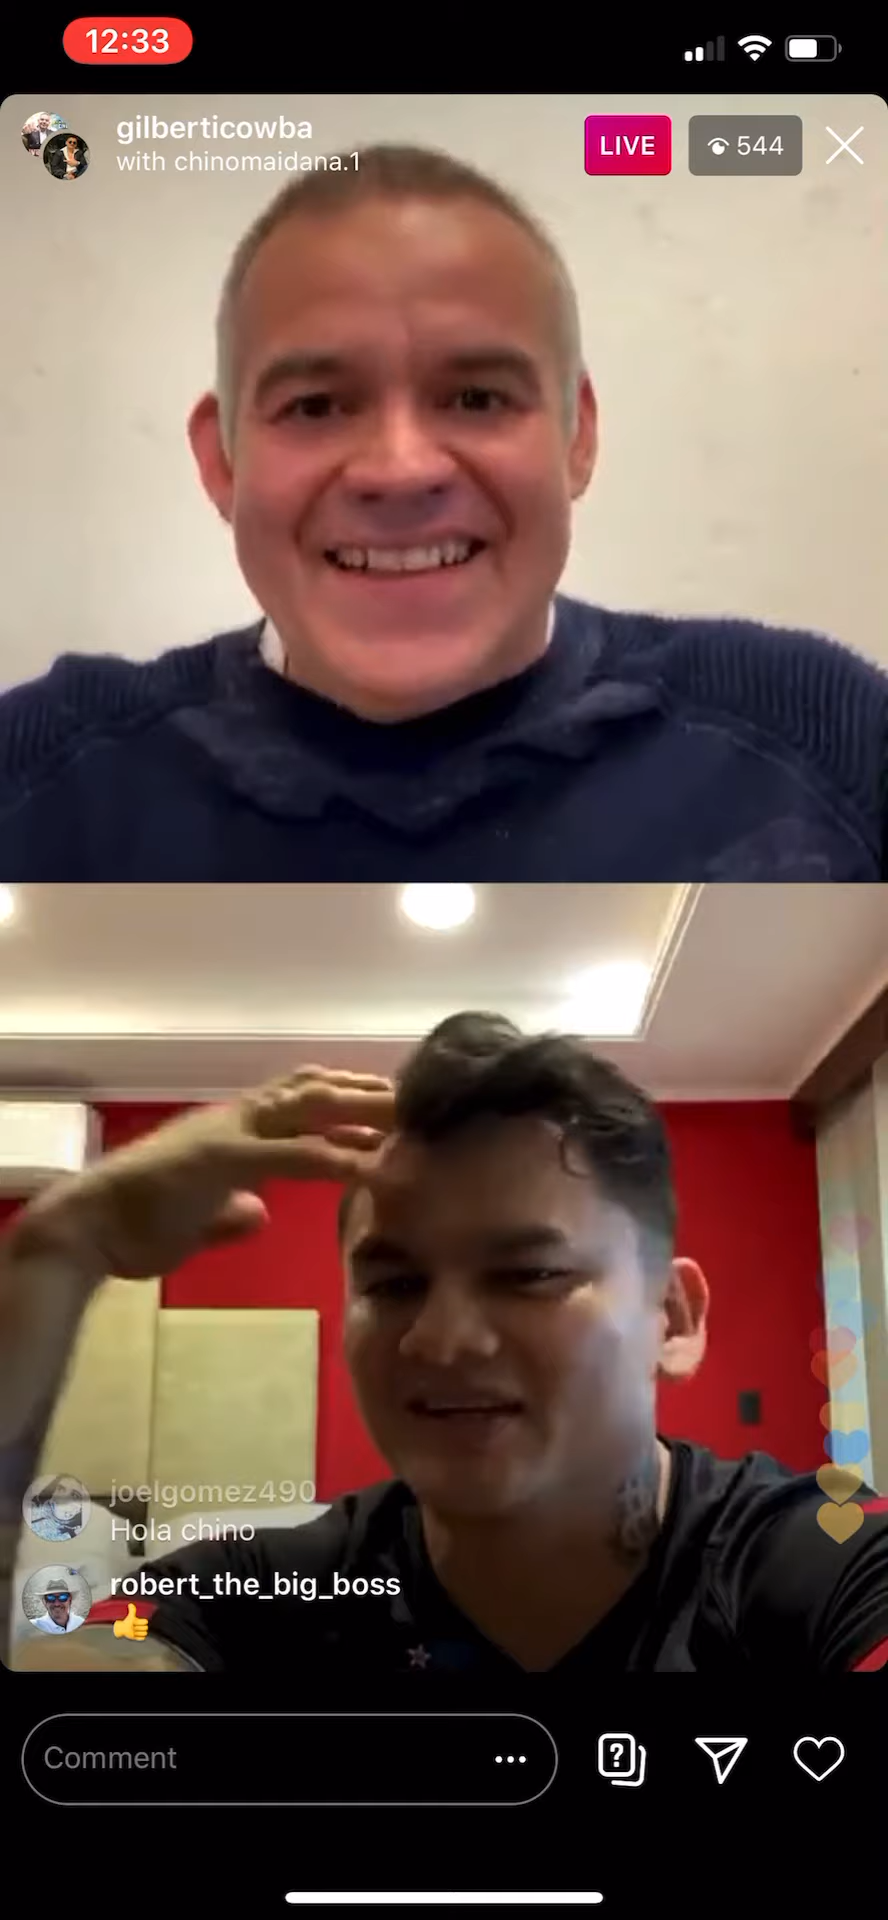 12:33
gilberticowba
with chinomaidana.1
LIVE
544
joelgomez490
Hola chino
robert_the_big_boss
👍
Comment